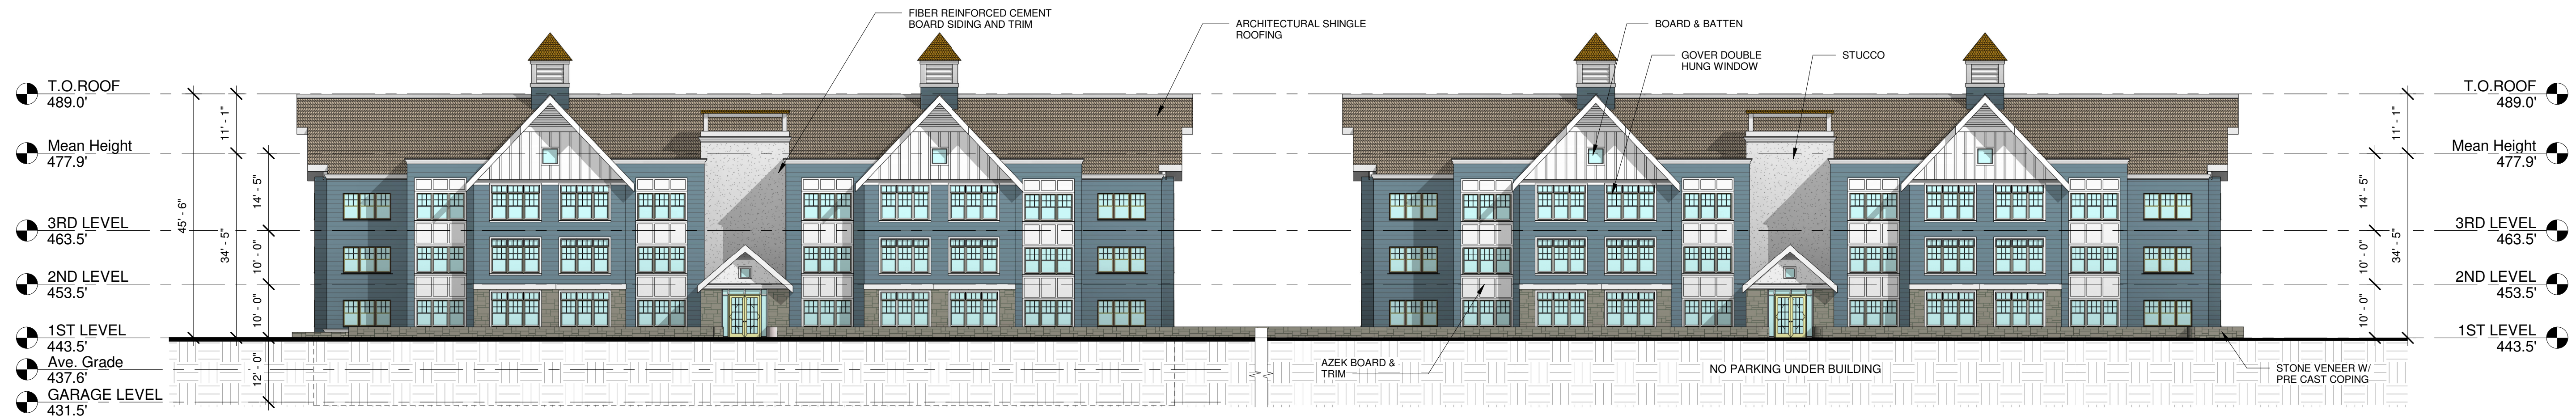 FIBER REINFORCED CEMENT
BOARD SIDING AND TRIM
ARCHITECTURAL SHINGLE
ROOFING
BOARD & BATTEN
GOVER DOUBLE
HUNG WINDOW
STUCCO
T.O.ROOF
489.0'
Mean Height
477.9'
3RD LEVEL
463.5'
2ND LEVEL
453.5'
1ST LEVEL
443.5'
Ave. Grade
437.6'
GARAGE LEVEL
431.5'
45' - 6"
11' - 1"
34' - 5"
14' - 5"
10' - 0"
10' - 0"
12' - 0"
AZEK BOARD &
TRIM
NO PARKING UNDER BUILDING
STONE VENEER W/
PRE CAST COPING
14' - 5"
10' - 0"
10' - 0"
11' - 1"
34' - 5"
T.O.ROOF
489.0'
Mean Height
477.9'
3RD LEVEL
463.5'
2ND LEVEL
453.5'
1ST LEVEL
443.5'